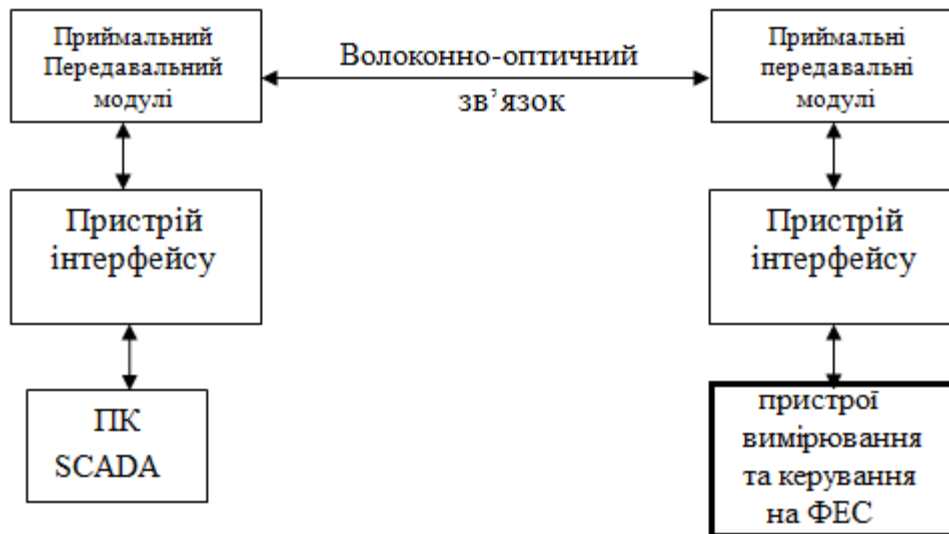 Приймальний
Передавальний
модулі
Волоконно-оптичний
зв’язок
Приймальні
передавальні
модулі
Пристрій
інтерфейсу
Пристрій
інтерфейсу
ПК
SCADA
пристрої
вимірювання
та керування
на ФЕС